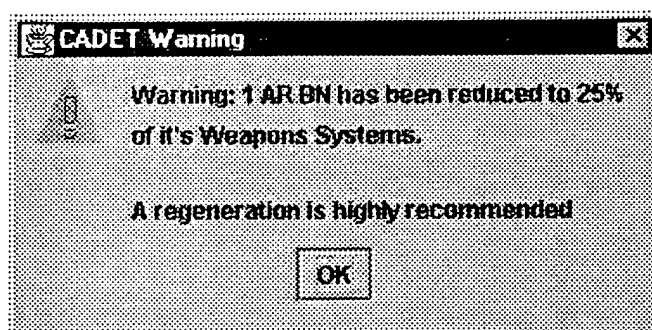 CADET Warning
Warning: 1 AR BN has been reduced to 25%
of it's Weapons Systems.
A regeneration is highly recommended
OK